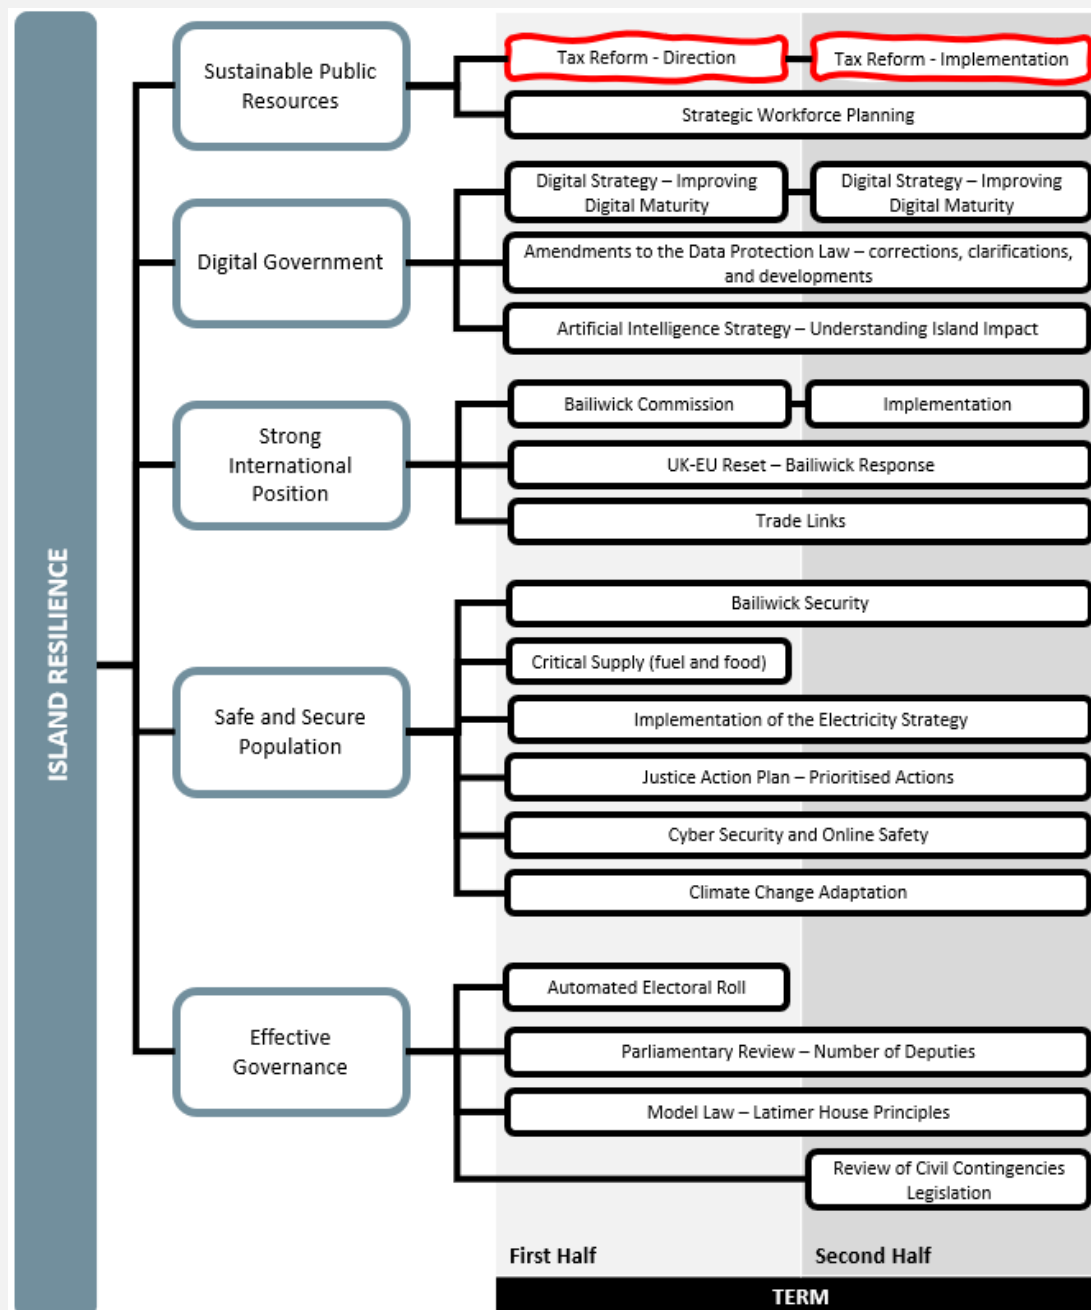 ISLAND RESILIENCE
Sustainable Public
Resources
Tax Reform - Direction
Tax Reform - Implementation
Strategic Workforce Planning
Digital Government
Digital Strategy – Improving
Digital Maturity
Digital Strategy – Improving
Digital Maturity
Amendments to the Data Protection Law – corrections, clarifications,
and developments
Artificial Intelligence Strategy – Understanding Island Impact
Strong
International
Position
Bailiwick Commission
Implementation
UK-EU Reset – Bailiwick Response
Trade Links
Safe and Secure
Population
Bailiwick Security
Critical Supply (fuel and food)
Implementation of the Electricity Strategy
Justice Action Plan – Prioritised Actions
Cyber Security and Online Safety
Climate Change Adaptation
Effective
Governance
Automated Electoral Roll
Parliamentary Review – Number of Deputies
Model Law – Latimer House Principles
Review of Civil Contingencies
Legislation
First Half
Second Half
TERM